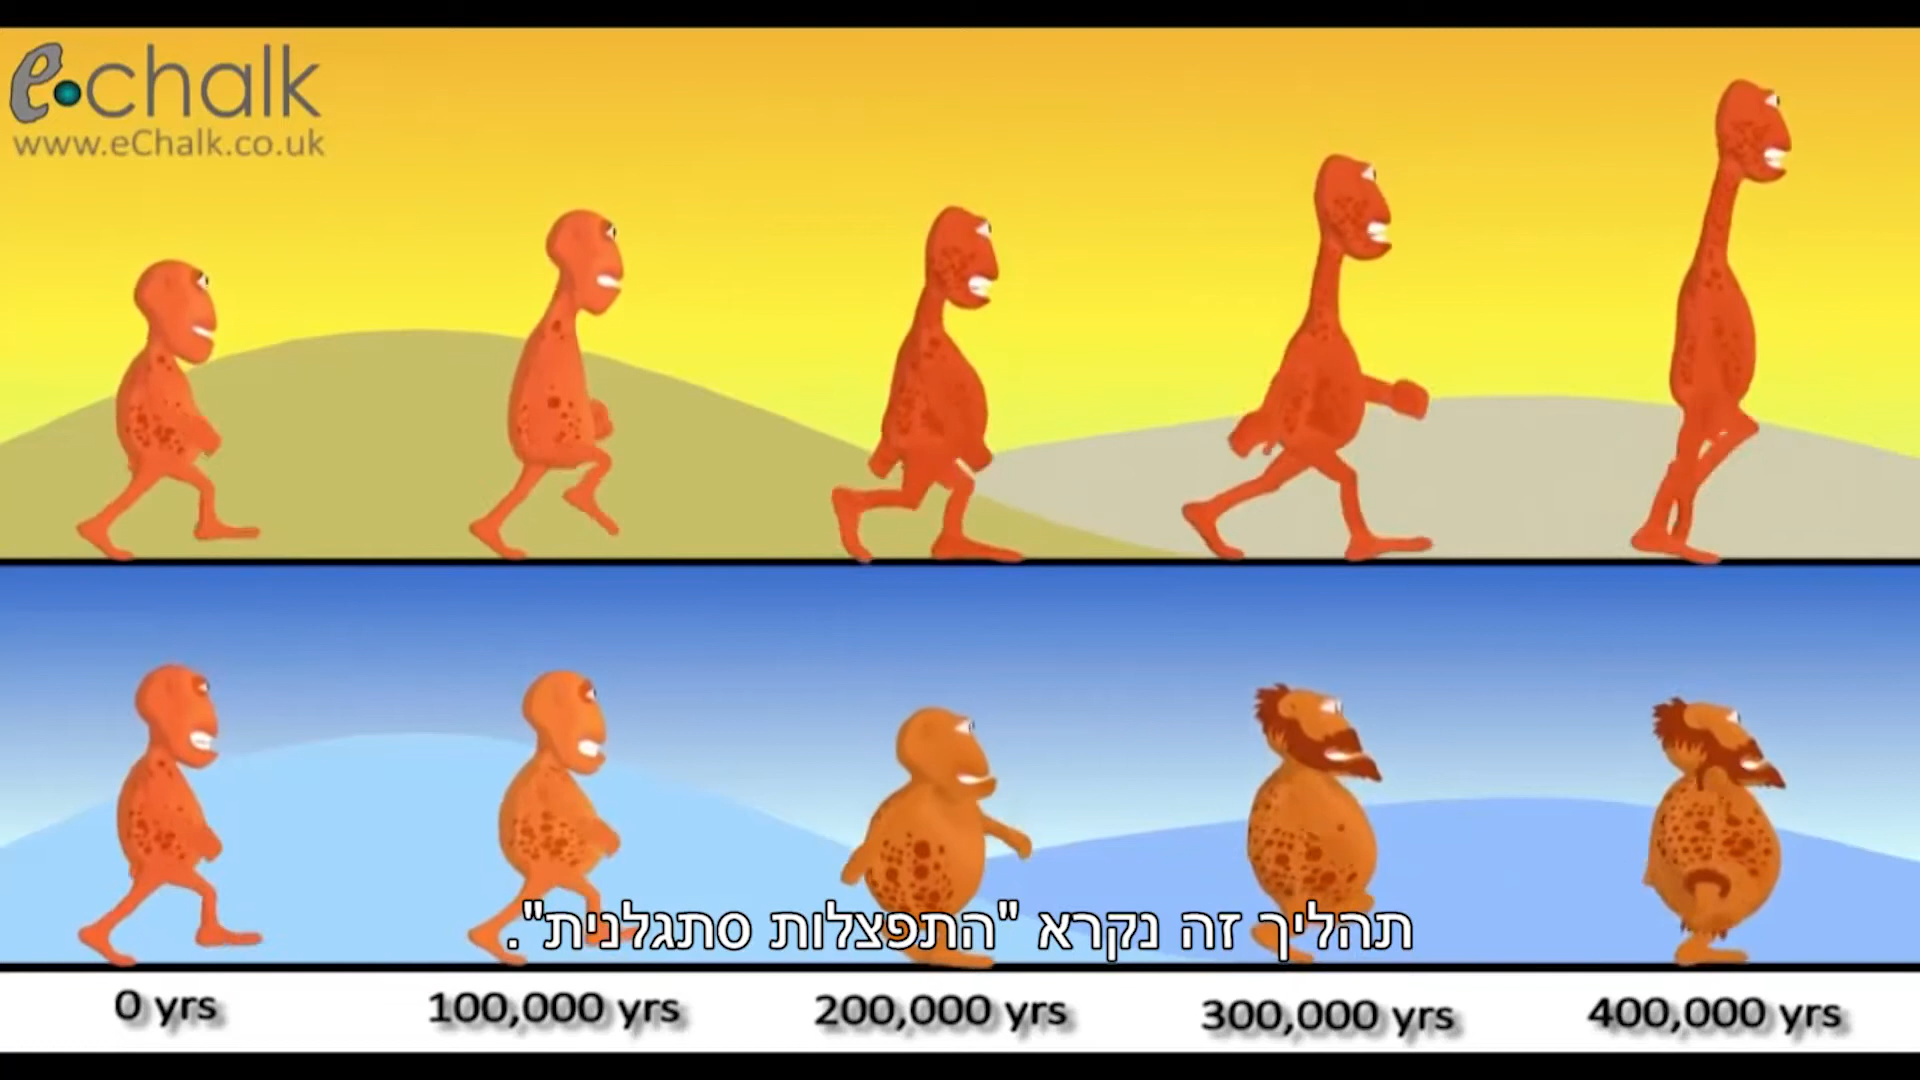 e.chalk
www.eChalk.co.uk
תהליך זה נקרא "התפצלות סתגלנית".
0 yrs
100,000 yrs
200,000 yrs
300,000 yrs
400,000 yrs